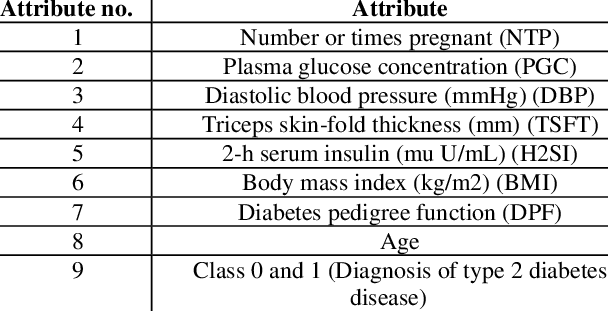 Attribute no. Attribute
1 Number or times pregnant (NTP)
2 Plasma glucose concentration (PGC)
3 Diastolic blood pressure (mmHg) (DBP)
4 Triceps skin-fold thickness (mm) (TSFT)
5 2-h serum insulin (mu U/mL) (H2SI)
6 Body mass index (kg/m2) (BMI)
7 Diabetes pedigree function (DPF)
8 Age
9 Class 0 and 1 (Diagnosis of type 2 diabetes
disease)